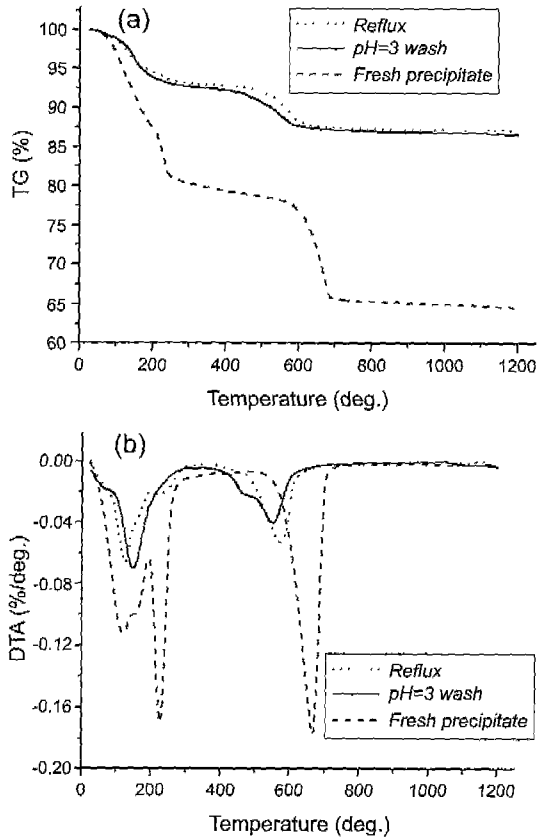 (a)
Reflux
pH=3 wash
Fresh precipitate
100
95
90
85
80
75
70
65
60
TG (%)
0 200 400 600 800 1000 1200
Temperature (deg.)
(b)
0.00
-0.04
-0.08
-0.12
-0.16
-0.20
DTA (%/deg.)
Reflux
pH=3 wash
Fresh precipitate
0 200 400 600 800 1000 1200
Temperature (deg.)